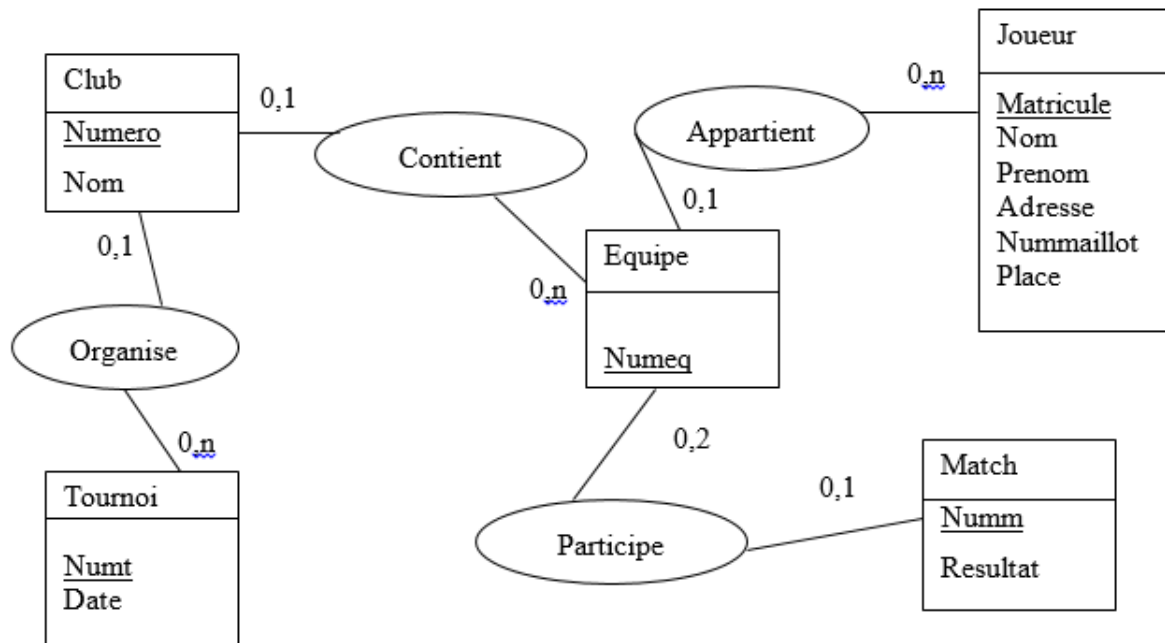 Joueur
Club
0,n
0,1
Matricule
Numero
Appartient
Nom
Contient
Prenom
Nom
Adresse
0,1
Nummaillot
0,1
Equipe
Place
0,n
Organise
Numeq
0,n
0,2
Match
Tournoi
0,1
Numm
Participe
Numt
Resultat
Date